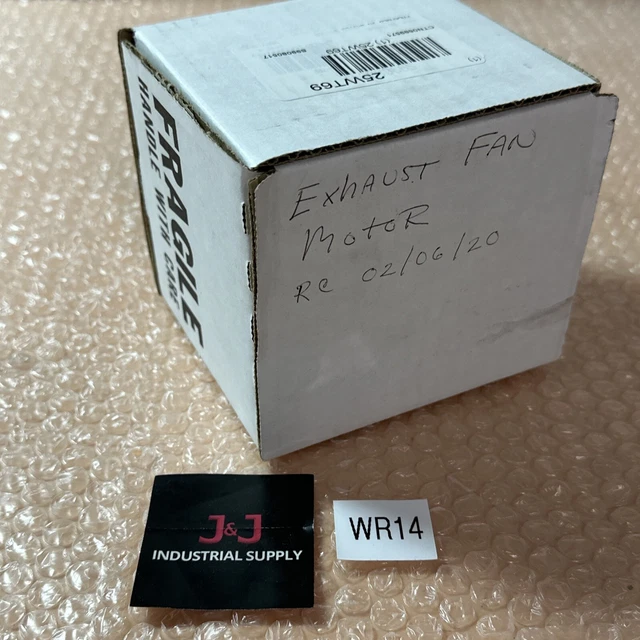 25WT69
FRAGILE
HANDLE WITH CARE
EXHAUST FAN
MOTOR
RC 02/06/20
J&J
INDUSTRIAL SUPPLY
WR14